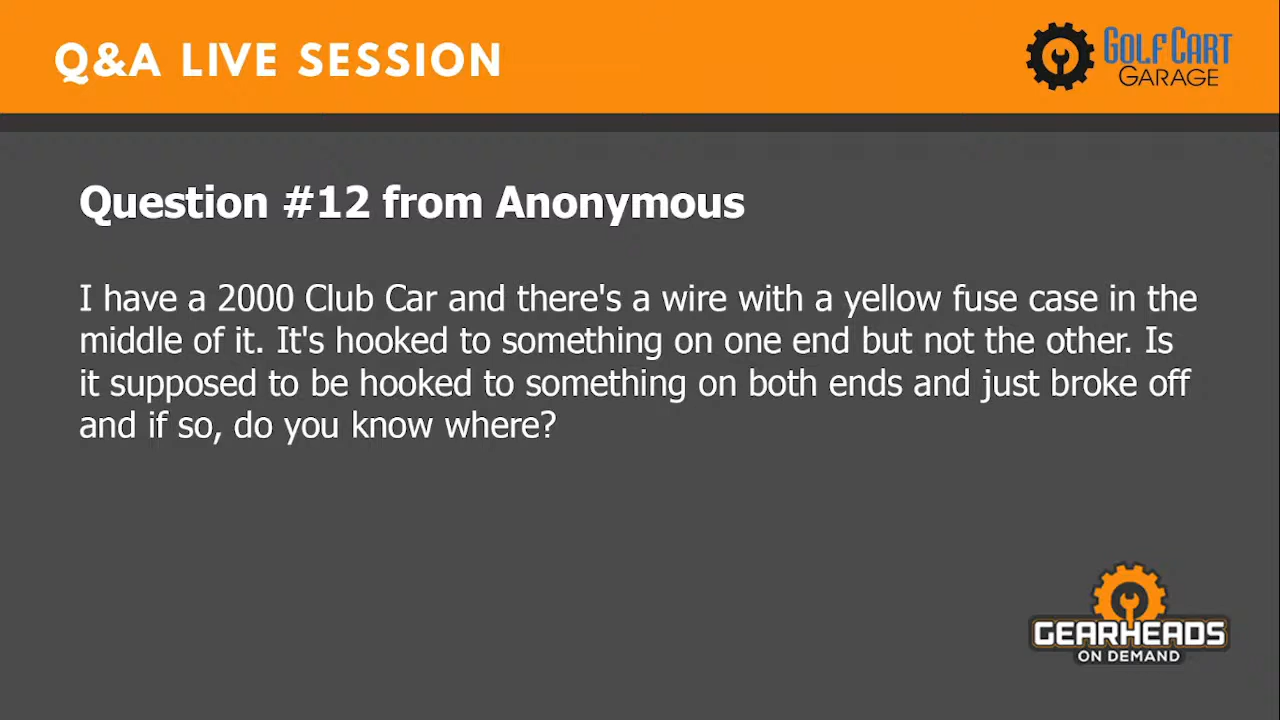 Q&A LIVE SESSION
GOLF CART
GARAGE
Question #12 from Anonymous
I have a 2000 Club Car and there's a wire with a yellow fuse case in the
middle of it. It's hooked to something on one end but not the other. Is
it supposed to be hooked to something on both ends and just broke off
and if so, do you know where?
GEARHEADS
ON DEMAND